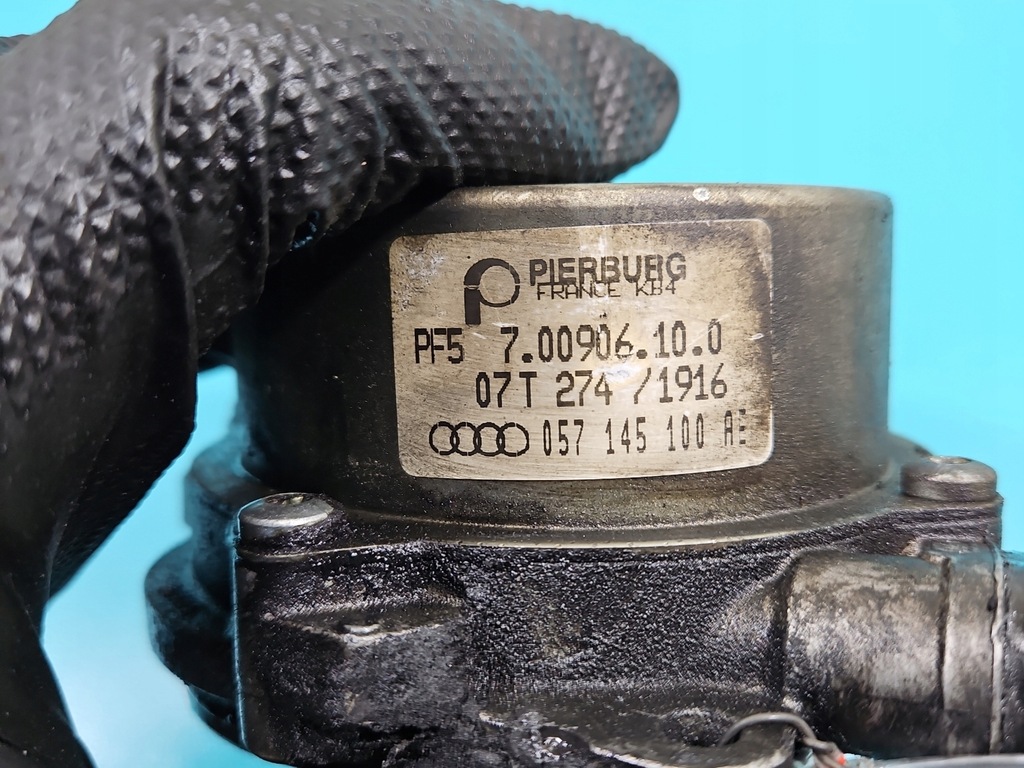 PIERBURG
FRANCE KB4
PF5 7.00906.10.0
07T 274 /1916
057 145 100 AE